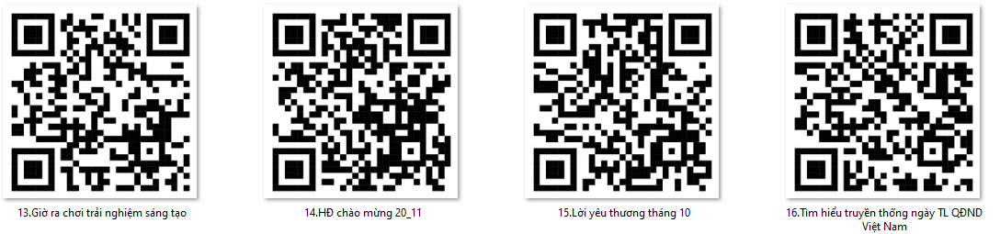 13.Giờ ra chơi trải nghiệm sáng tạo
14.HĐ chào mừng 20_11
15.Lời yêu thương tháng 10
16.Tìm hiểu truyền thống ngày TL QĐND
Việt Nam